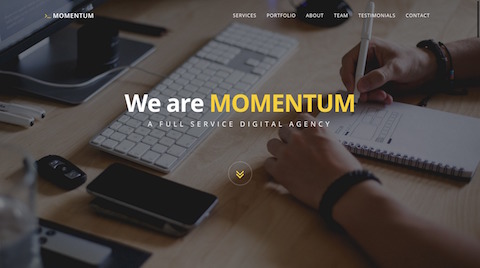 MOMENTUM
SERVICES PORTFOLIO ABOUT TEAM TESTIMONIALS CONTACT
We are MOMENTUM
A FULL SERVICE DIGITAL AGENCY